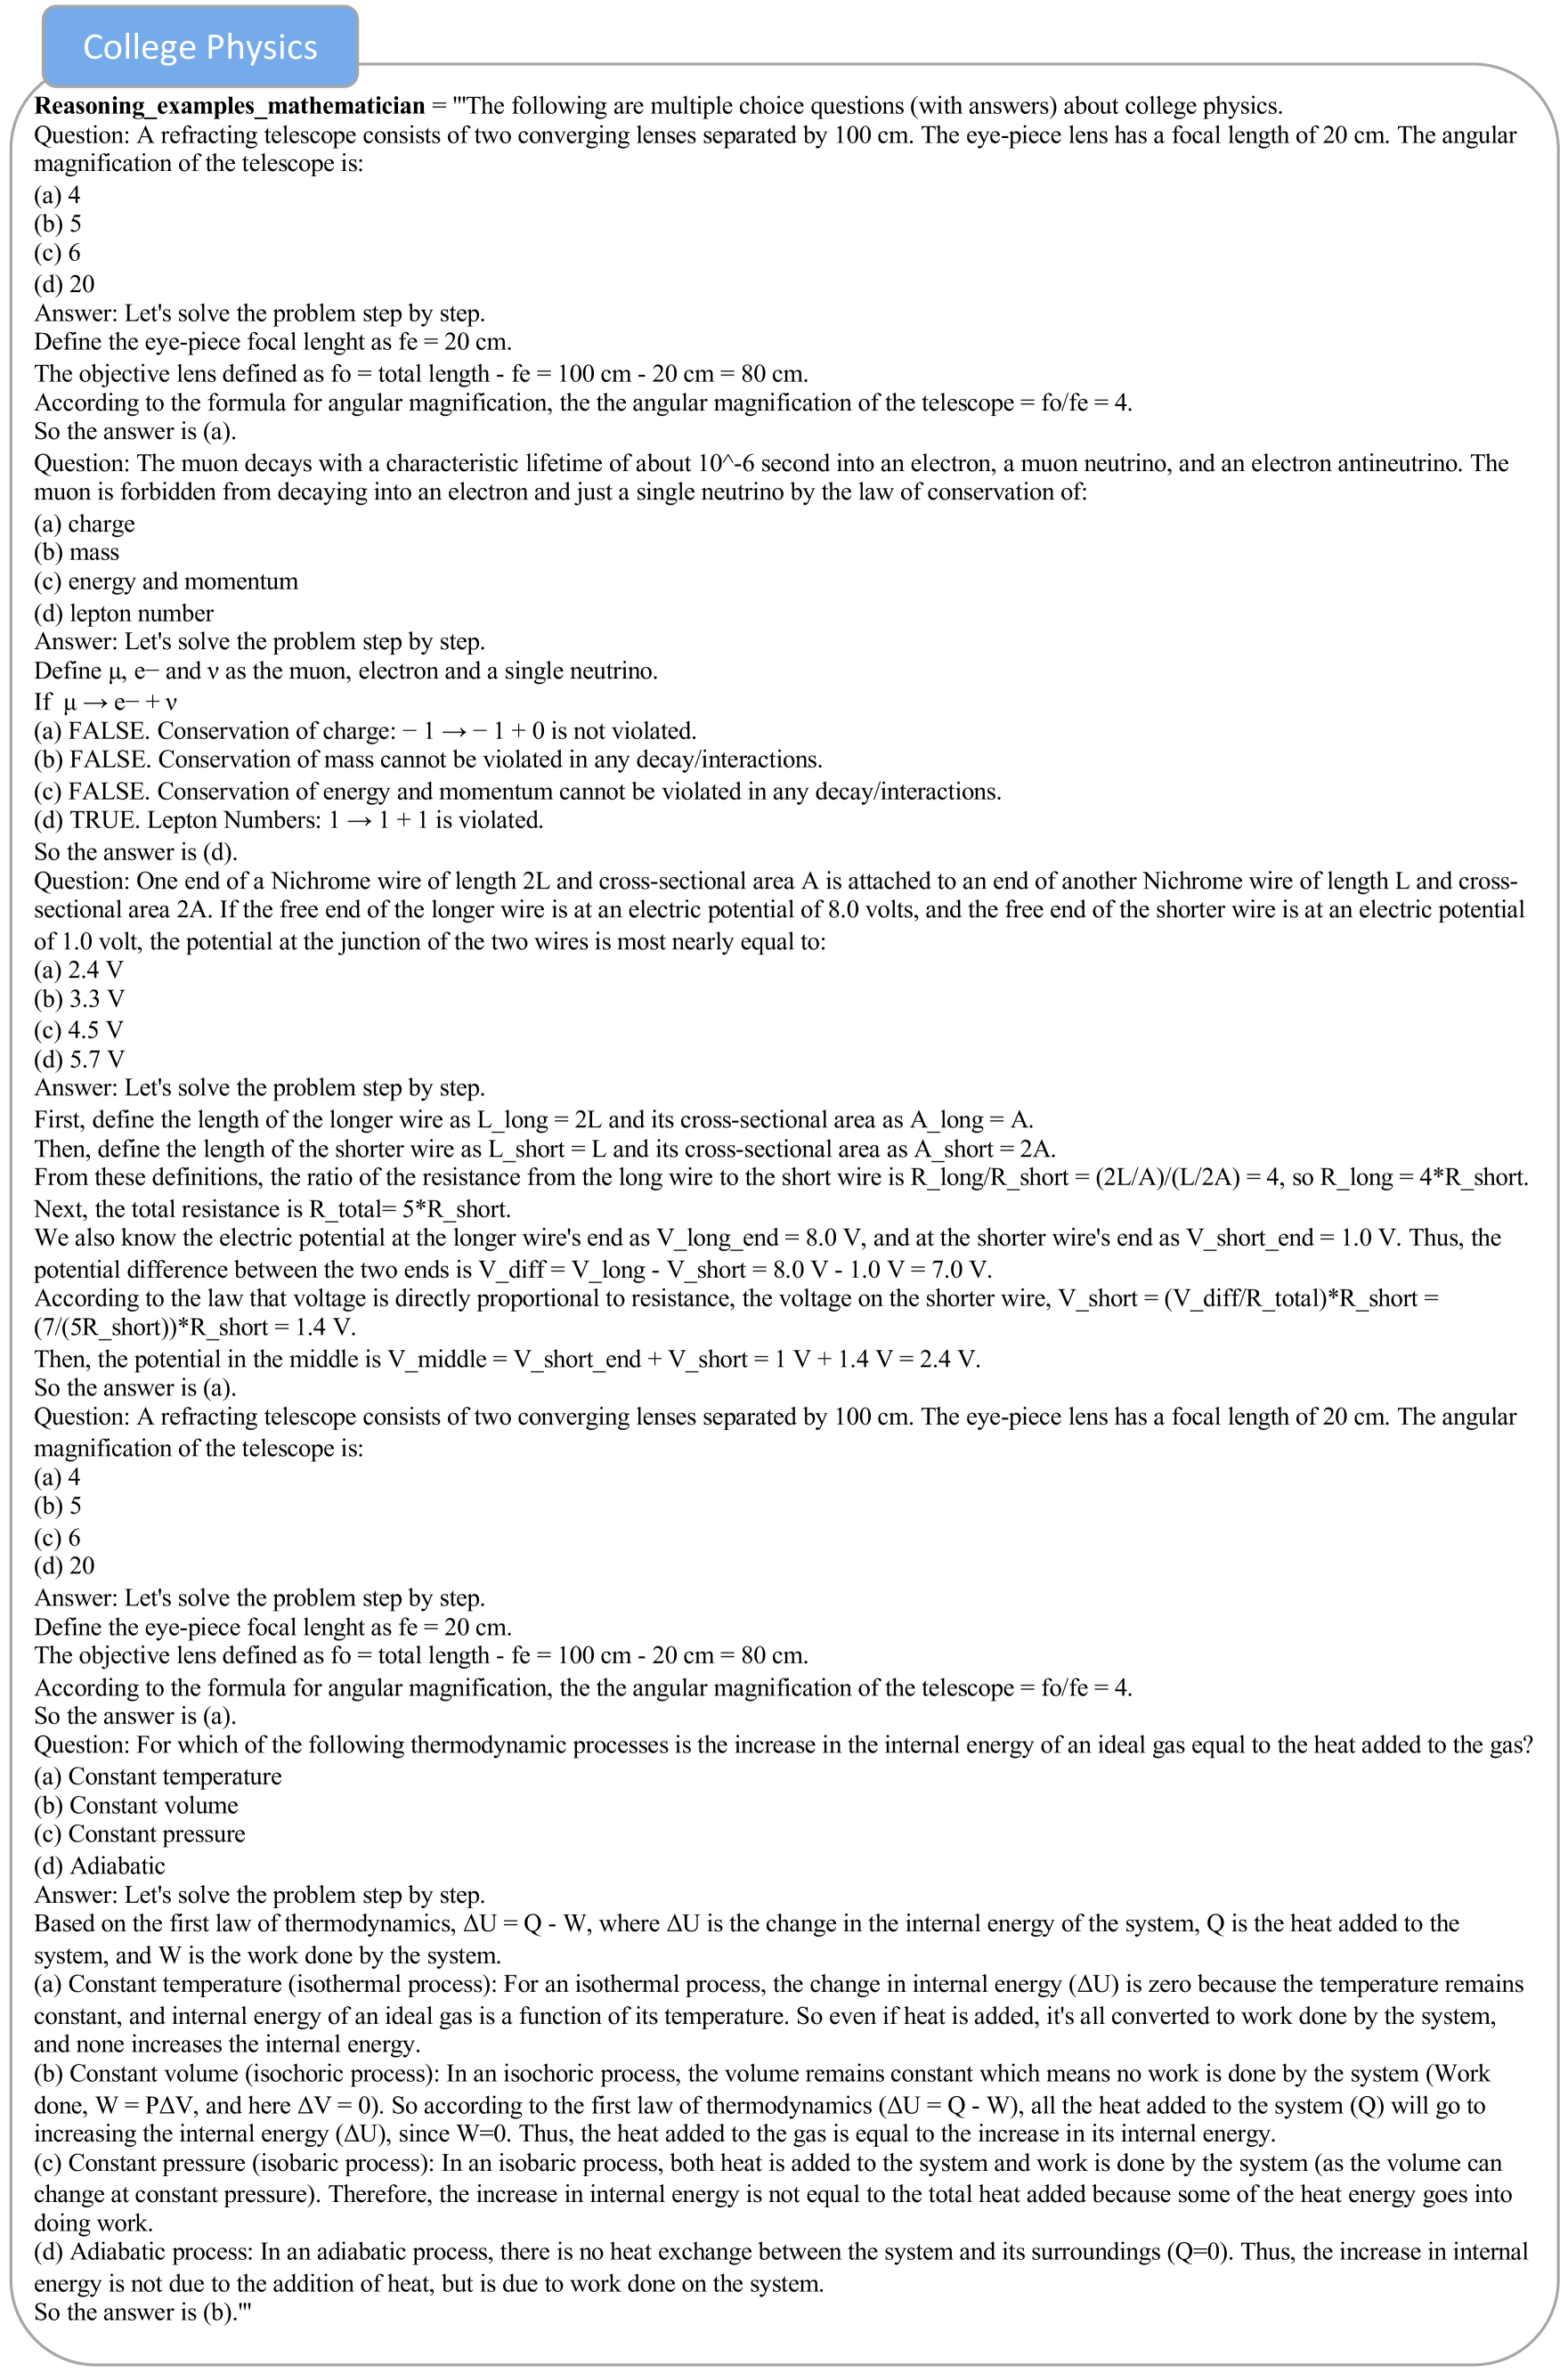 College Physics
Reasoning_examples_mathematician = '''The following are multiple choice questions (with answers) about college physics.
Question: A refracting telescope consists of two converging lenses separated by 100 cm. The eye-piece lens has a focal length of 20 cm. The angular
magnification of the telescope is:
(a) 4
(b) 5
(c) 6
(d) 20
Answer: Let's solve the problem step by step.
Define the eye-piece focal lenght as fe = 20 cm.
The objective lens defined as fo = total length - fe = 100 cm - 20 cm = 80 cm.
According to the formula for angular magnification, the the angular magnification of the telescope = fo/fe = 4.
So the answer is (a).
Question: The muon decays with a characteristic lifetime of about 10^-6 second into an electron, a muon neutrino, and an electron antineutrino. The
muon is forbidden from decaying into an electron and just a single neutrino by the law of conservation of:
(a) charge
(b) mass
(c) energy and momentum
(d) lepton number
Answer: Let's solve the problem step by step.
Define μ, e− and ν as the muon, electron and a single neutrino.
If μ → e− + ν
(a) FALSE. Conservation of charge: − 1 → − 1 + 0 is not violated.
(b) FALSE. Conservation of mass cannot be violated in any decay/interactions.
(c) FALSE. Conservation of energy and momentum cannot be violated in any decay/interactions.
(d) TRUE. Lepton Numbers: 1 → 1 + 1 is violated.
So the answer is (d).
Question: One end of a Nichrome wire of length 2L and cross-sectional area A is attached to an end of another Nichrome wire of length L and cross-
sectional area 2A. If the free end of the longer wire is at an electric potential of 8.0 volts, and the free end of the shorter wire is at an electric potential
of 1.0 volt, the potential at the junction of the two wires is most nearly equal to:
(a) 2.4 V
(b) 3.3 V
(c) 4.5 V
(d) 5.7 V
Answer: Let's solve the problem step by step.
First, define the length of the longer wire as L_long = 2L and its cross-sectional area as A_long = A.
Then, define the length of the shorter wire as L_short = L and its cross-sectional area as A_short = 2A.
From these definitions, the ratio of the resistance from the long wire to the short wire is R_long/R_short = (2L/A)/(L/2A) = 4, so R_long = 4*R_short.
Next, the total resistance is R_total= 5*R_short.
We also know the electric potential at the longer wire's end as V_long_end = 8.0 V, and at the shorter wire's end as V_short_end = 1.0 V. Thus, the
potential difference between the two ends is V_diff = V_long - V_short = 8.0 V - 1.0 V = 7.0 V.
According to the law that voltage is directly proportional to resistance, the voltage on the shorter wire, V_short = (V_diff/R_total)*R_short =
(7/(5R_short))*R_short = 1.4 V.
Then, the potential in the middle is V_middle = V_short_end + V_short = 1 V + 1.4 V = 2.4 V.
So the answer is (a).
Question: A refracting telescope consists of two converging lenses separated by 100 cm. The eye-piece lens has a focal length of 20 cm. The angular
magnification of the telescope is:
(a) 4
(b) 5
(c) 6
(d) 20
Answer: Let's solve the problem step by step.
Define the eye-piece focal lenght as fe = 20 cm.
The objective lens defined as fo = total length - fe = 100 cm - 20 cm = 80 cm.
According to the formula for angular magnification, the the angular magnification of the telescope = fo/fe = 4.
So the answer is (a).
Question: For which of the following thermodynamic processes is the increase in the internal energy of an ideal gas equal to the heat added to the gas?
(a) Constant temperature
(b) Constant volume
(c) Constant pressure
(d) Adiabatic
Answer: Let's solve the problem step by step.
Based on the first law of thermodynamics, ΔU = Q - W, where ΔU is the change in the internal energy of the system, Q is the heat added to the
system, and W is the work done by the system.
(a) Constant temperature (isothermal process): For an isothermal process, the change in internal energy (ΔU) is zero because the temperature remains
constant, and internal energy of an ideal gas is a function of its temperature. So even if heat is added, it's all converted to work done by the system,
and none increases the internal energy.
(b) Constant volume (isochoric process): In an isochoric process, the volume remains constant which means no work is done by the system (Work
done, W = PΔV, and here ΔV = 0). So according to the first law of thermodynamics (ΔU = Q - W), all the heat added to the system (Q) will go to
increasing the internal energy (ΔU), since W=0. Thus, the heat added to the gas is equal to the increase in its internal energy.
(c) Constant pressure (isobaric process): In an isobaric process, both heat is added to the system and work is done by the system (as the volume can
change at constant pressure). Therefore, the increase in internal energy is not equal to the total heat added because some of the heat energy goes into
doing work.
(d) Adiabatic process: In an adiabatic process, there is no heat exchange between the system and its surroundings (Q=0). Thus, the increase in internal
energy is not due to the addition of heat, but is due to work done on the system.
So the answer is (b).'''